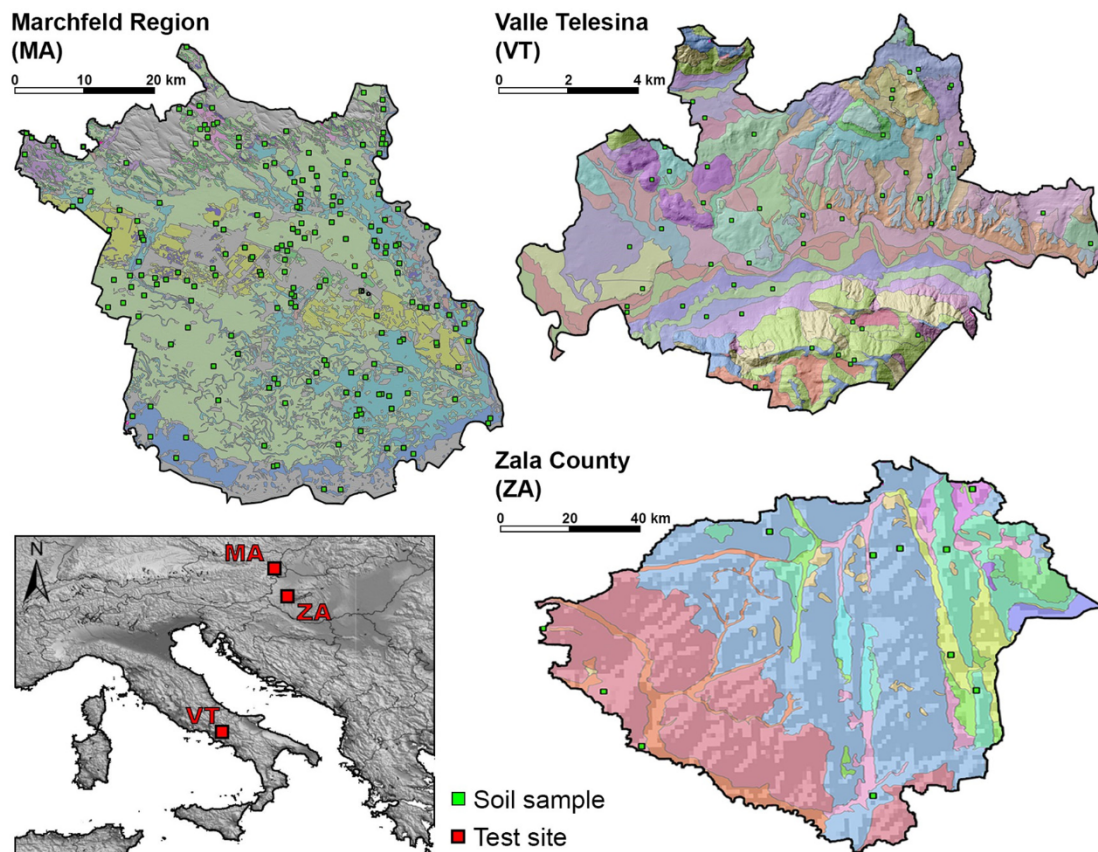 Marchfeld Region
(MA)
0 10 20 km
Valle Telesina
(VT)
0 2 4 km
Zala County
(ZA)
0 20 40 km
N
MA
ZA
VT
Soil sample
Test site